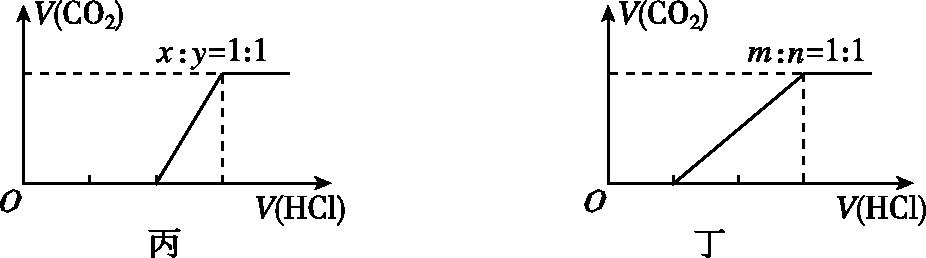 V(CO₂)
x:y=1:1
O
V(HCl)
丙
V(CO₂)
m:n=1:1
O
V(HCl)
丁